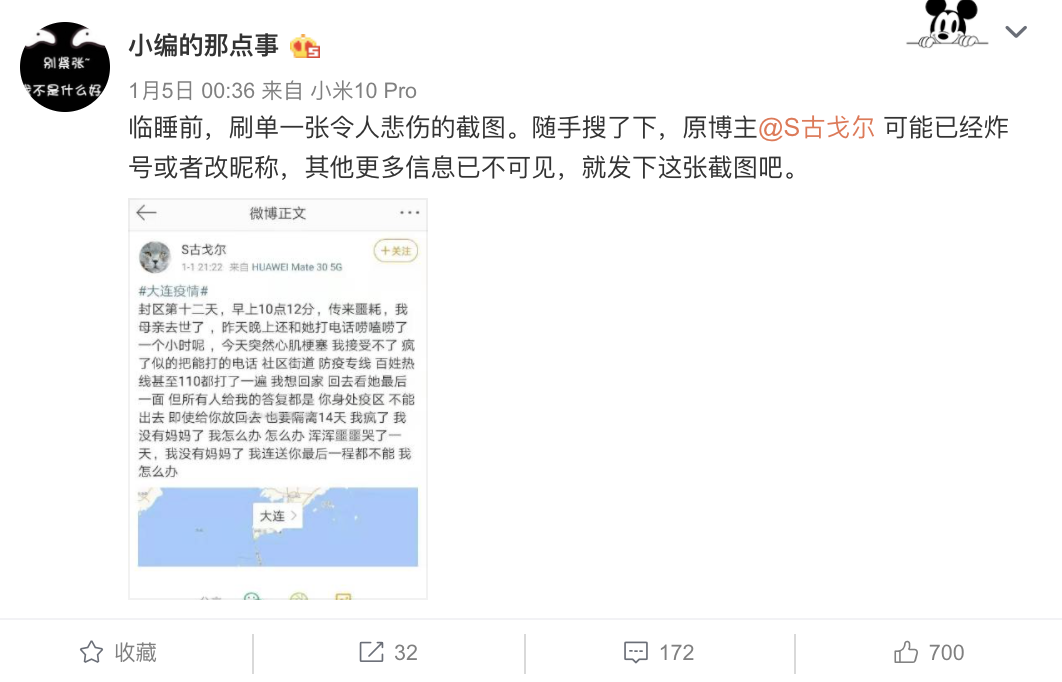 别紧张~
我不是什么好
小编的那点事
1月5日 00:36 来自 小米10 Pro
临睡前，刷单一张令人悲伤的截图。随手搜了下，原博主@S古戈尔 可能已经炸
号或者改昵称，其他更多信息已不可见，就发下这张截图吧。
微博正文
S古戈尔
+关注
1-1 21:22 来自 HUAWEI Mate 30 5G
#大连疫情#
封区第十二天，早上10点12分，传来噩耗，我
母亲去世了 ，昨天晚上还和她打电话唠嗑唠了
一个小时呢 ，今天突然心肌梗塞 我接受不了 疯
了似的把能打的电话 社区街道 防疫专线 百姓热
线甚至110都打了一遍 我想回家 回去看她最后
一面 但所有人给我的答复都是 你身处疫区 不能
出去 即使给你放回去 也要隔离14天 我疯了 我
没有妈妈了 我怎么办 怎么办 浑浑噩噩哭了一
天，我没有妈妈了 我连送你最后一程都不能 我
怎么办
大连
收藏
32
172
700